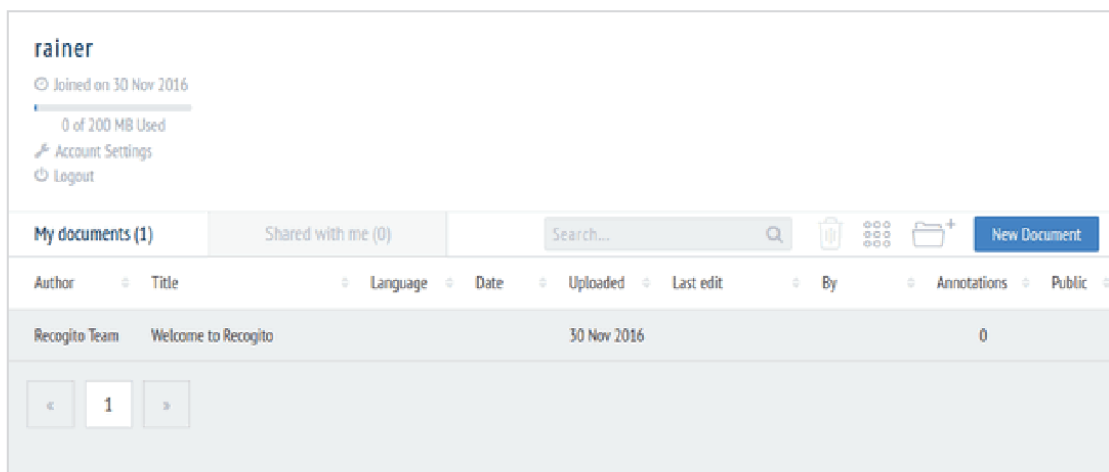 rainer
Joined on 30 Nov 2016
0 of 200 MB Used
Account Settings
Logout
My documents (1) Shared with me (0) Search... New Document
Author Title Language Date Uploaded Last edit By Annotations Public
Recogito Team Welcome to Recogito 30 Nov 2016 0
« 1 »